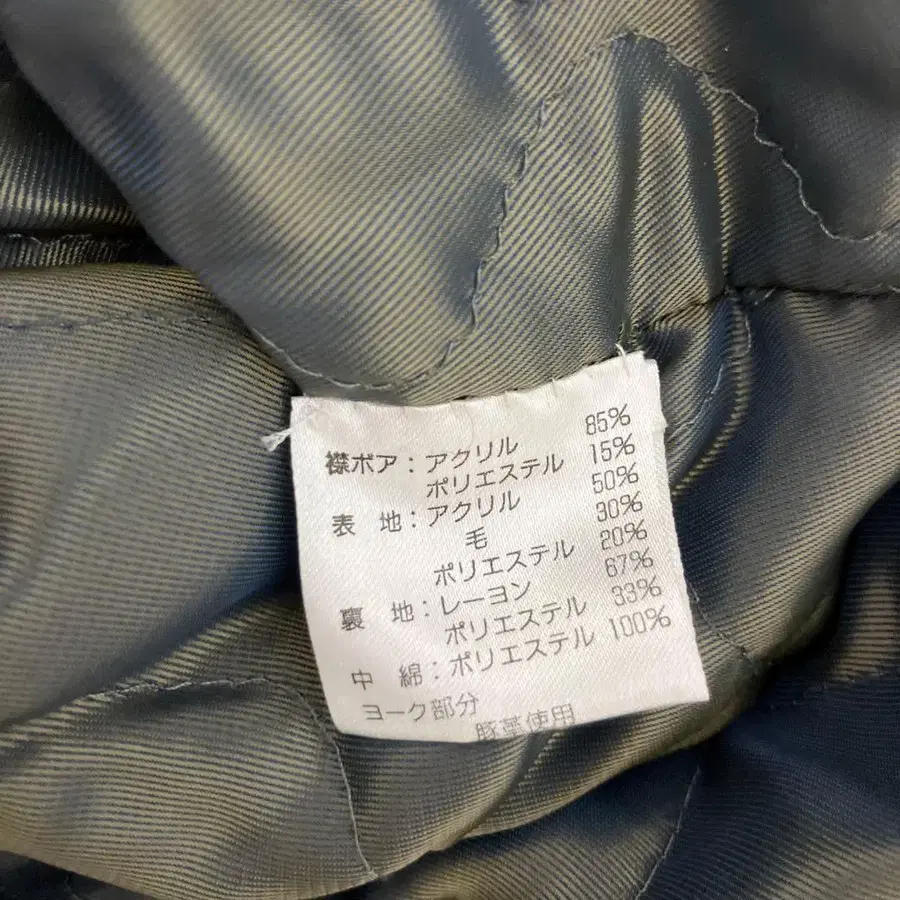 襟ボア：アクリル 85%
ポリエステル 15%
表 地：アクリル 50%
毛 30%
ポリエステル 20%
裏 地：レーヨン 67%
ポリエステル 33%
中 綿：ポリエステル 100%
ヨーク部分
豚革使用